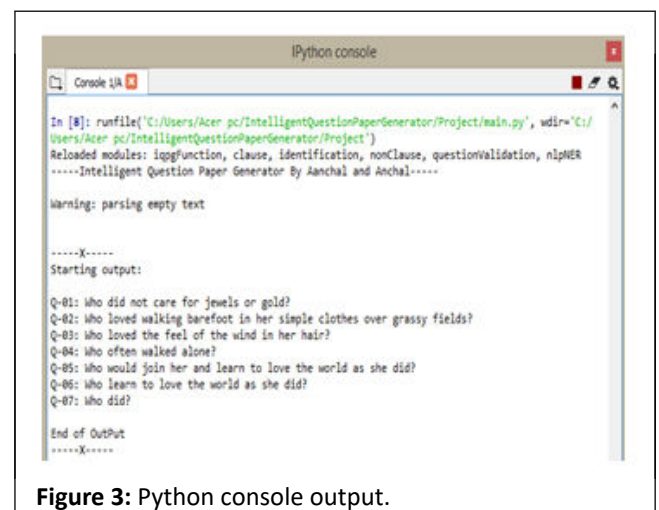 IPython console
Console 1/A
In [8]: runfile('C:/Users/Acer pc/IntelligentQuestionPaperGenerator/Project/main.py', wdir='C:/
Users/Acer pc/IntelligentQuestionPaperGenerator/Project')
Reloaded modules: iqpgFunction, clause, identification, nonClause, questionValidation, nlpNER
-----Intelligent Question Paper Generator By Aanchal and Anchal-----
Warning: parsing empty text
-----X-----
Starting output:
Q-01: Who did not care for jewels or gold?
Q-02: Who loved walking barefoot in her simple clothes over grassy fields?
Q-03: Who loved the feel of the wind in her hair?
Q-04: Who often walked alone?
Q-05: Who would join her and learn to love the world as she did?
Q-06: Who learn to love the world as she did?
Q-07: Who did?
End of OutPut
-----X-----
Figure 3: Python console output.